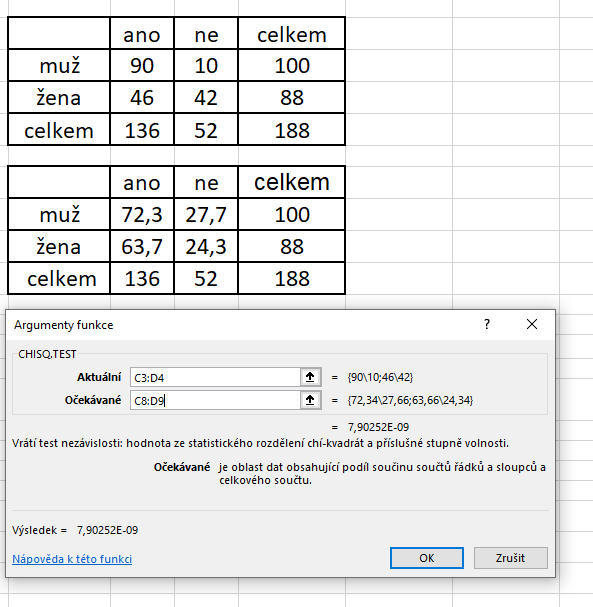 ano ne celkem
muž 90 10 100
žena 46 42 88
celkem 136 52 188
ano ne celkem
muž 72,3 27,7 100
žena 63,7 24,3 88
celkem 136 52 188
Argumenty funkce ?
CHISQ.TEST
Aktuální C3:D4 = {90\10;46\42}
Očekávané C8:D9 = {72,34\27,66;63,66\24,34}
= 7,90252E-09
Vrátí test nezávislosti: hodnota ze statistického rozdělení chí-kvadrát a příslušné stupně volnosti.
Očekávané je oblast dat obsahující podíl součinu součtů řádků a sloupců a
celkového součtu.
Výsledek = 7,90252E-09
Nápověda k této funkci OK Zrušit